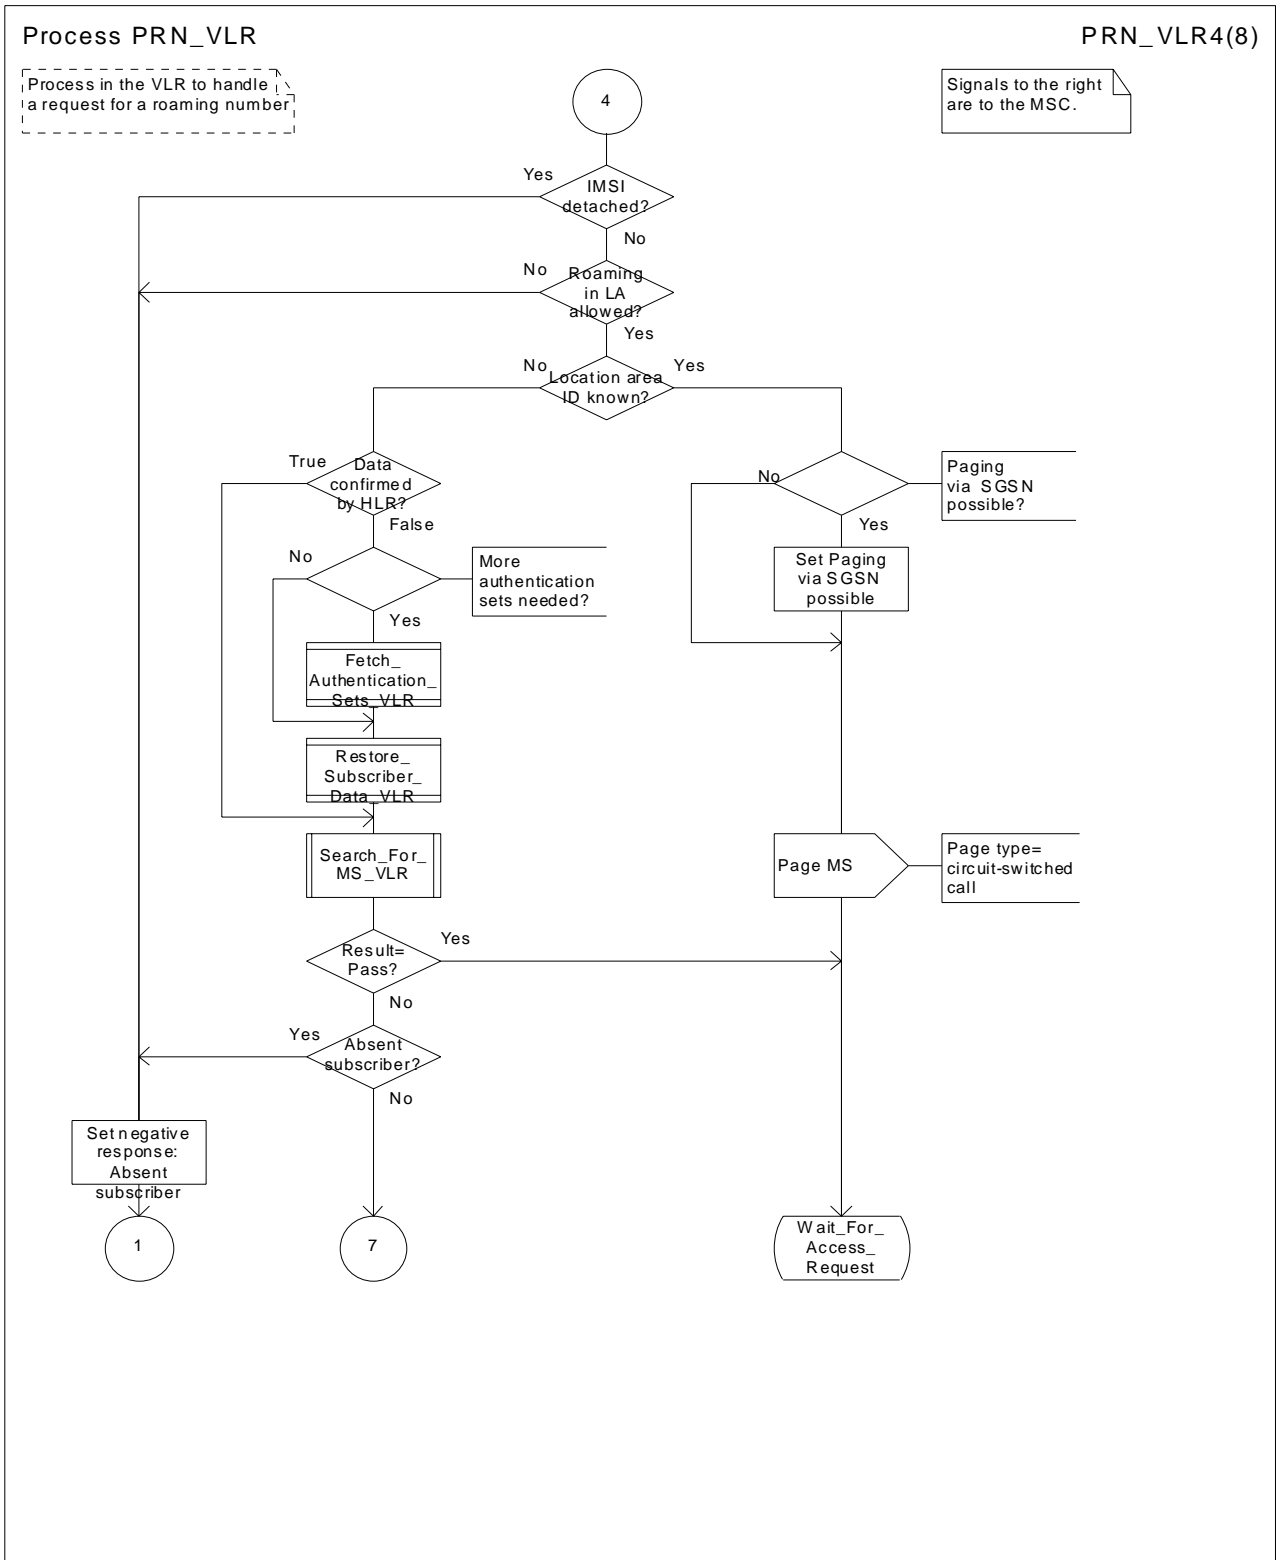 Process PRN_VLR
PRN_VLR4(8)
Process in the VLR to handle
a request for a roaming number
4
Signals to the right
are to the MSC.
Yes
IMSI
detached?
No
No
Roaming
in LA
allowed?
Yes
No
Location area
ID known?
Yes
True
Data
confirmed
by HLR?
False
No
Paging
via SGSN
possible?
Yes
No
More
authentication
sets needed?
Yes
Set Paging
via SGSN
possible
Fetch_
Authentication_
Sets_VLR
Restore_
Subscriber_
Data_VLR
Search_For_
MS_VLR
Page MS
Page type=
circuit-switched
call
Result=
Pass?
Yes
No
Yes
Absent
subscriber?
No
Set negative
response:
Absent
subscriber
1
7
Wait_For_
Access_
Request